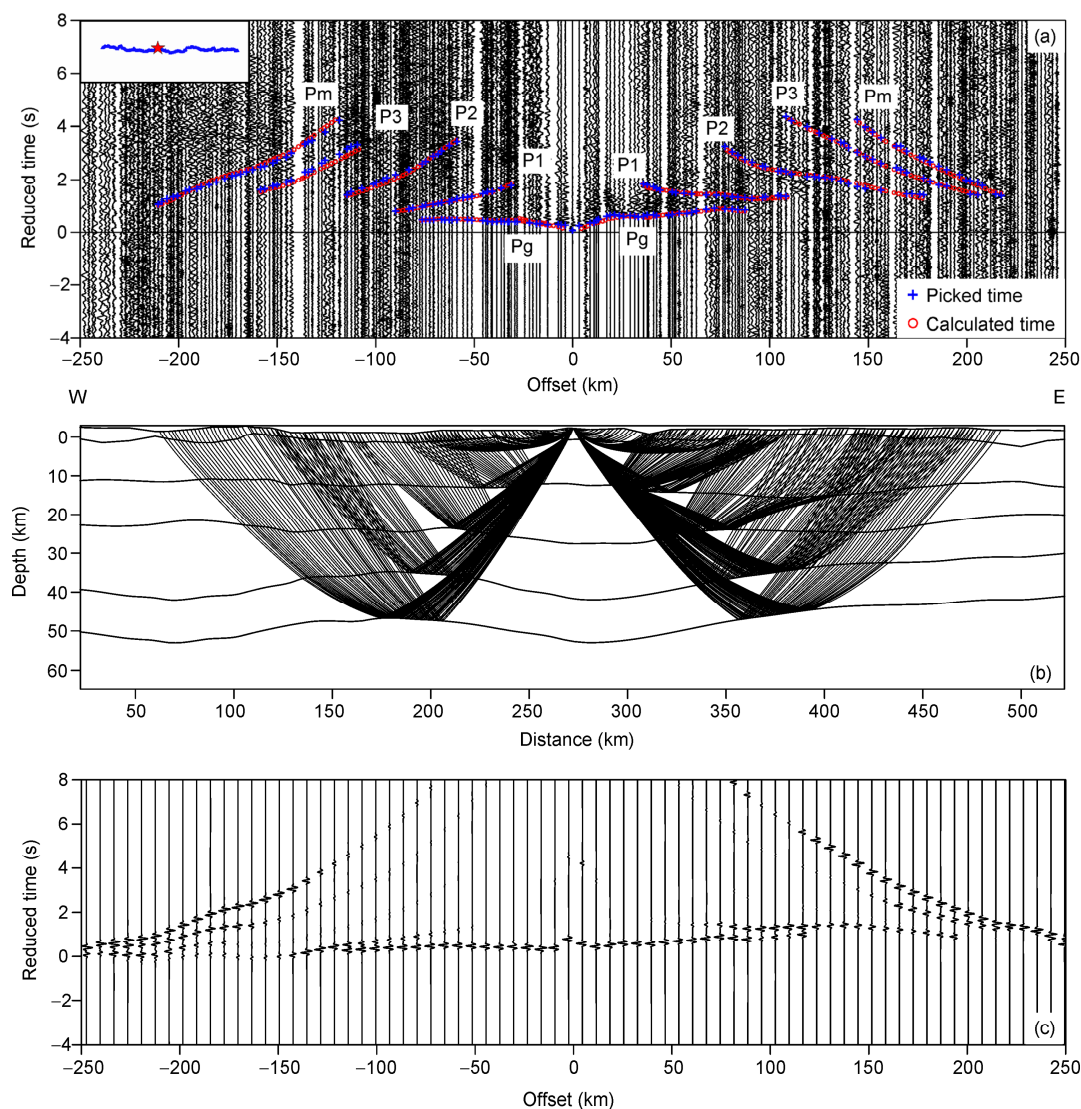 (a)
8
6
4
2
0
−2
−4
Reduced time (s)
Pm
P3
P2
P1
Pg
P1
Pg
P2
P3
Pm
Picked time
Calculated time
−250 −200 −150 −100 −50 0 50 100 150 200 250
Offset (km)
W E
0
10
20
30
40
50
60
Depth (km)
(b)
50 100 150 200 250 300 350 400 450 500
Distance (km)
8
6
4
2
0
−2
−4
Reduced time (s)
(c)
−250 −200 −150 −100 −50 0 50 100 150 200 250
Offset (km)